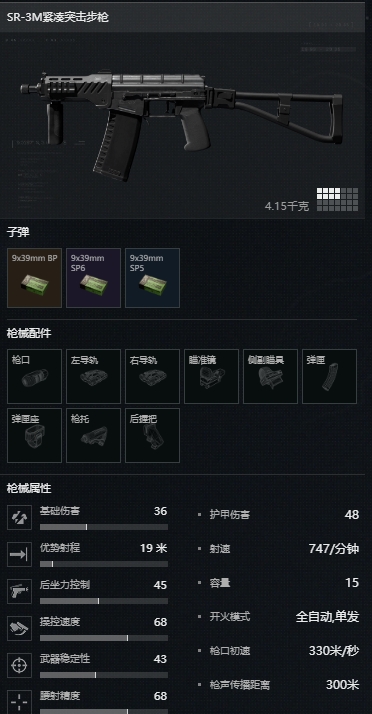 SR-3M紧凑突击步枪
4.15千克
子弹
9x39mm BP
9x39mm
SP6
9x39mm
SP5
枪械配件
枪口
左导轨
右导轨
瞄准镜
侧瞄具
弹匣
弹匣座
枪托
后握把
枪械属性
基础伤害 36
护甲伤害 48
优势射程 19 米
射速 747/分钟
后坐力控制 45
容量 15
操控速度 68
开火模式 全自动,单发
武器稳定性 43
枪口初速 330米/秒
腰射精度 68
枪声传播距离 300米